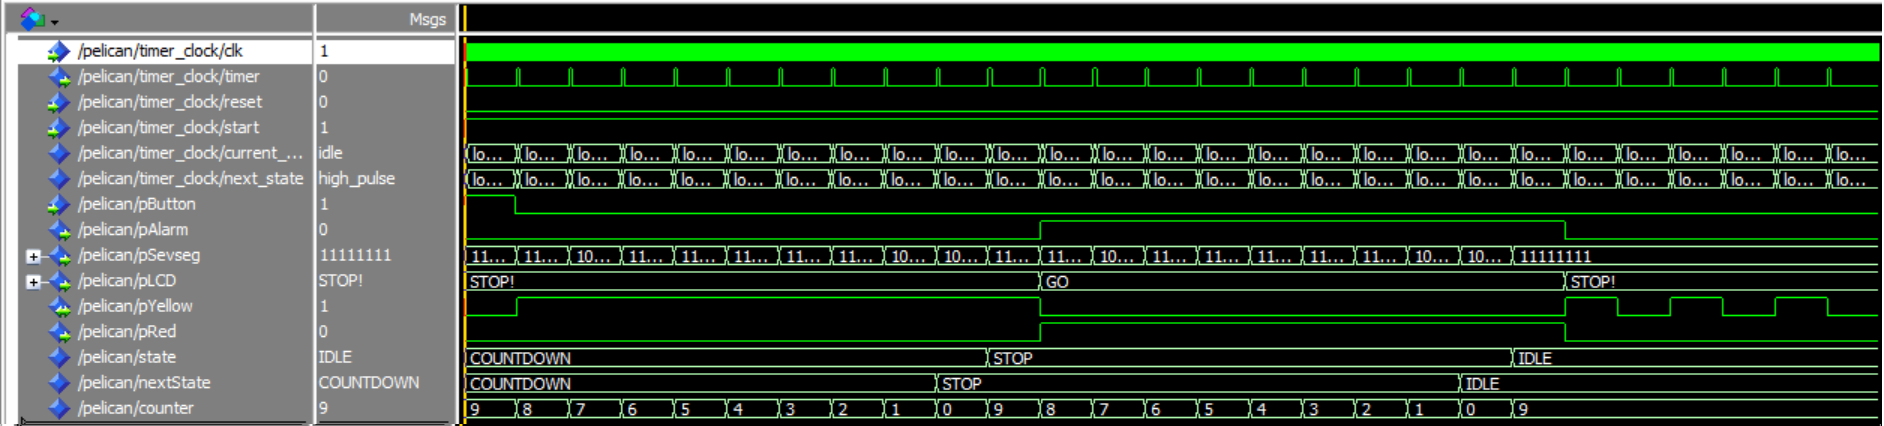 Msgs
/pelican/timer_clock/clk 1
/pelican/timer_clock/timer 0
/pelican/timer_clock/reset 0
/pelican/timer_clock/start 1
/pelican/timer_clock/current_... idle lo... lo... lo... lo... lo... lo... lo... lo... lo... lo... lo... lo... lo... lo... lo... lo... lo... lo... lo... lo... lo... lo... lo... lo... lo... lo... lo...
/pelican/timer_clock/next_state high_pulse lo... lo... lo... lo... lo... lo... lo... lo... lo... lo... lo... lo... lo... lo... lo... lo... lo... lo... lo... lo... lo... lo... lo... lo... lo... lo... lo...
/pelican/pButton 1
/pelican/pAlarm 0
/pelican/pSevseg 11111111 11... 11... 10... 11... 11... 11... 11... 11... 10... 10... 11... 11... 10... 11... 11... 11... 11... 11... 10... 10... 11111111
/pelican/pLCD STOP! STOP! GO STOP!
/pelican/pYellow 1
/pelican/pRed 0
/pelican/state IDLE COUNTDOWN STOP IDLE
/pelican/nextState COUNTDOWN COUNTDOWN STOP IDLE
/pelican/counter 9 9 8 7 6 5 4 3 2 1 0 9 8 7 6 5 4 3 2 1 0 9